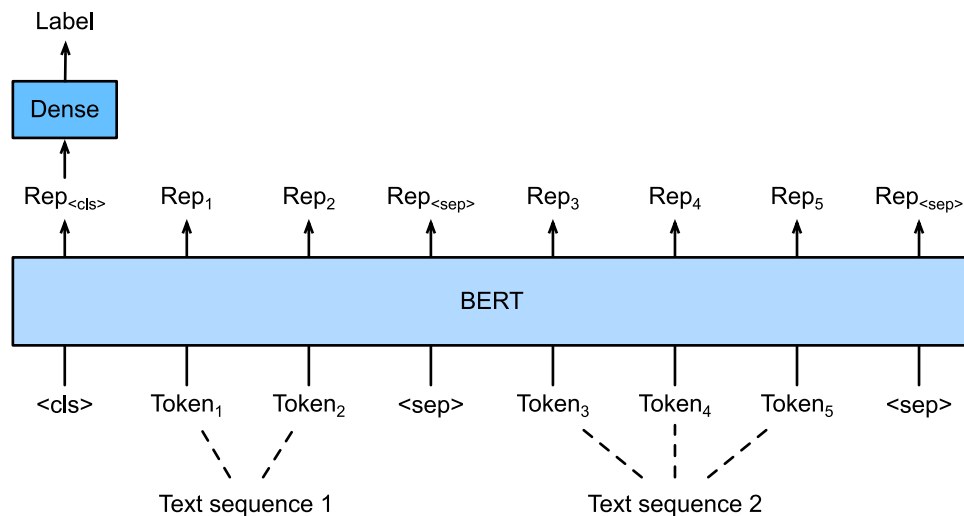 Label
Dense
Rep<cls> Rep1 Rep2 Rep<sep> Rep3 Rep4 Rep5 Rep<sep>
BERT
<cls> Token1 Token2 <sep> Token3 Token4 Token5 <sep>
Text sequence 1 Text sequence 2